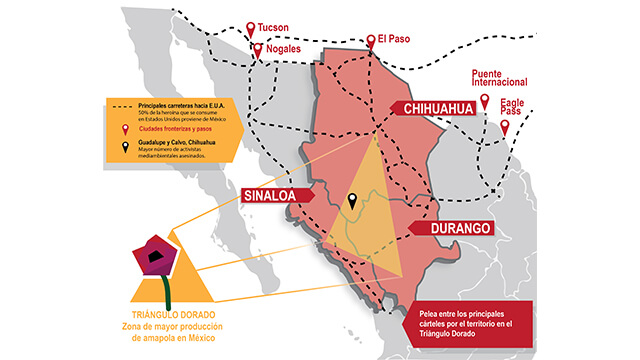 Tucson
Nogales
El Paso
Puente
Internacional
Eagle
Pass
CHIHUAHUA
Principales carreteras hacia E.U.A.
50% de la heroína que se consume
en Estados Unidos proviene de México
Ciudades fronterizas y pasos
Guadalupe y Calvo, Chihuahua
Mayor número de activistas
mediambientales asesinados.
SINALOA
DURANGO
TRIÁNGULO DORADO
Zona de mayor producción
de amapola en México
Pelea entre los principales
cárteles por el territorio en el
Triángulo Dorado